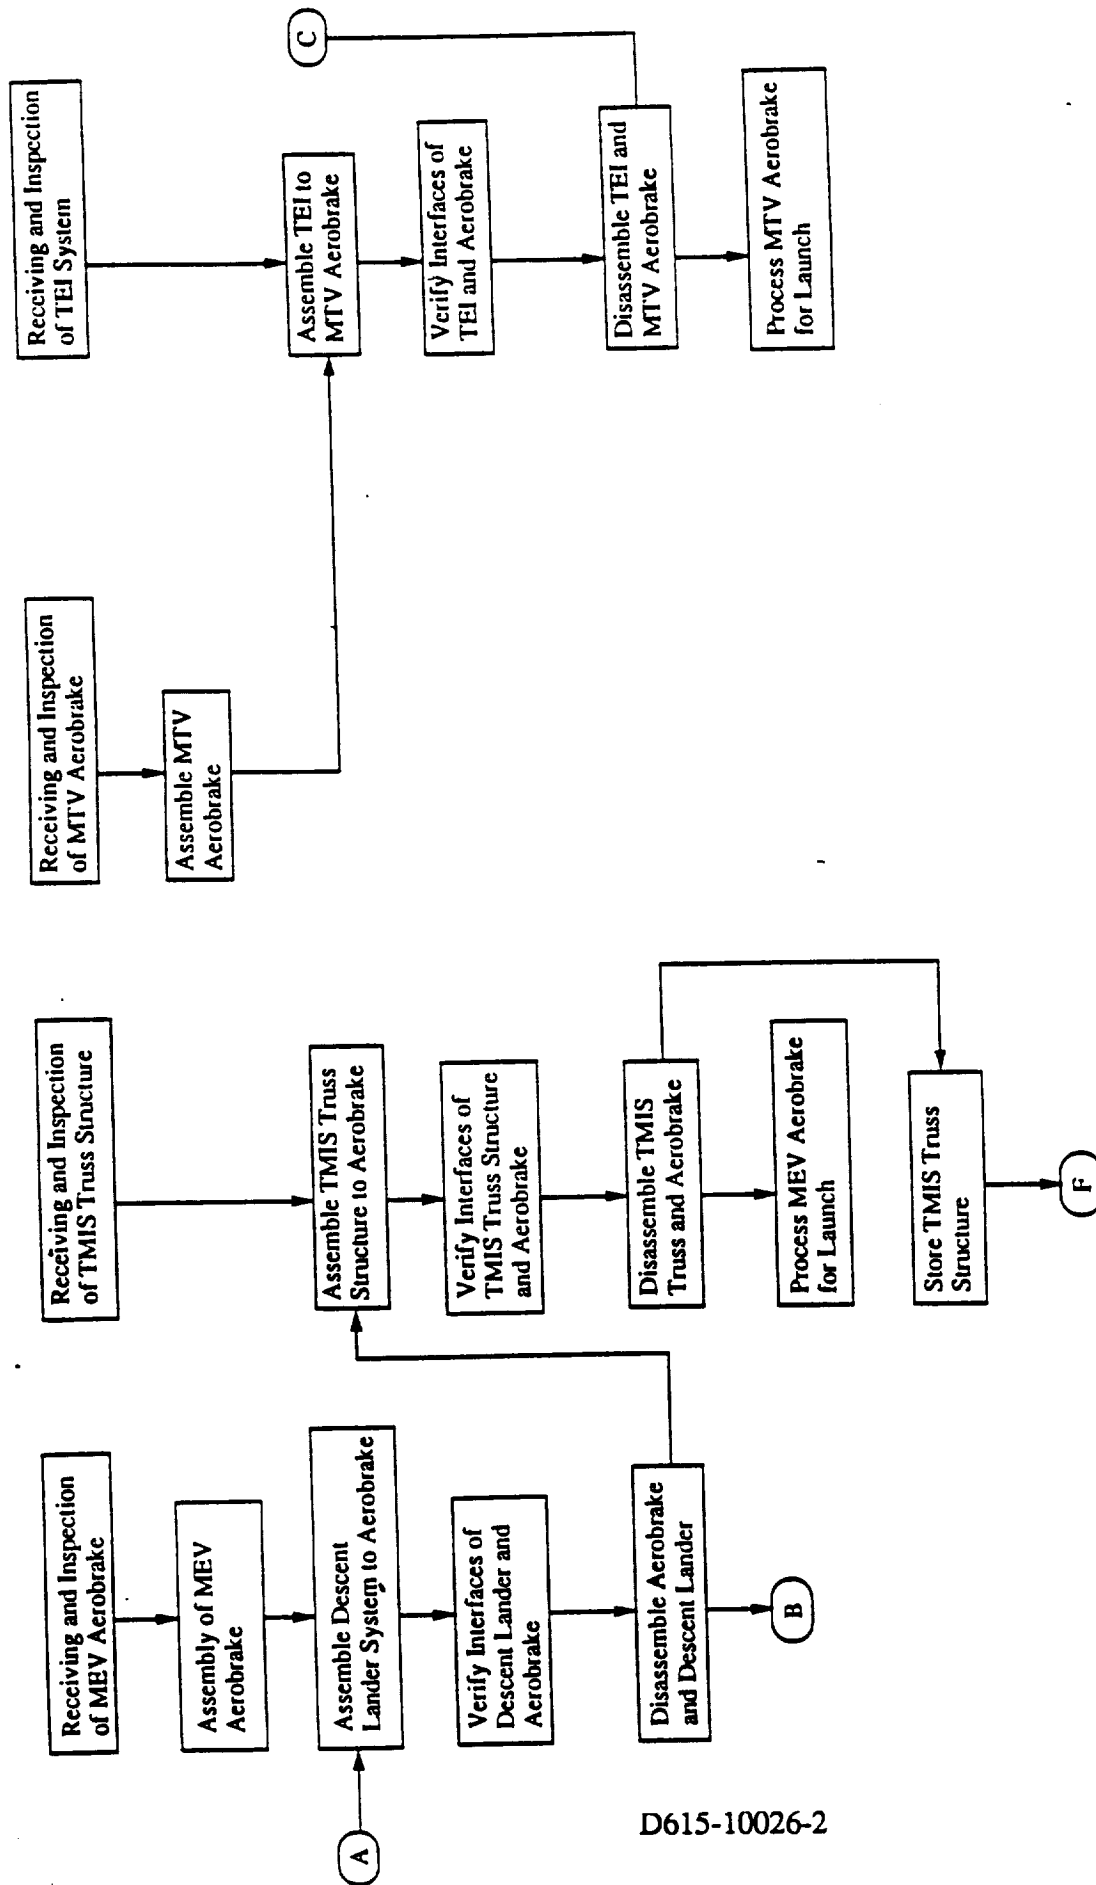 Receiving and Inspection
of MEV Aerobrake
Assembly of MEV
Aerobrake
A
Assemble Descent
Lander System to Aerobrake
Verify Interfaces of
Descent Lander and
Aerobrake
Disassemble Aerobrake
and Descent Lander
B
Receiving and Inspection
of TMIS Truss Structure
Assemble TMIS Truss
Structure to Aerobrake
Verify Interfaces of
TMIS Truss Structure
and Aerobrake
Disassemble TMIS
Truss and Aerobrake
Process MEV Aerobrake
for Launch
Store TMIS Truss
Structure
F
Receiving and Inspection
of MTV Aerobrake
Assemble MTV
Aerobrake
Receiving and Inspection
of TEI System
Assemble TEI to
MTV Aerobrake
Verify Interfaces of
TEI and Aerobrake
Disassemble TEI and
MTV Aerobrake
C
Process MTV Aerobrake
for Launch
D615-10026-2